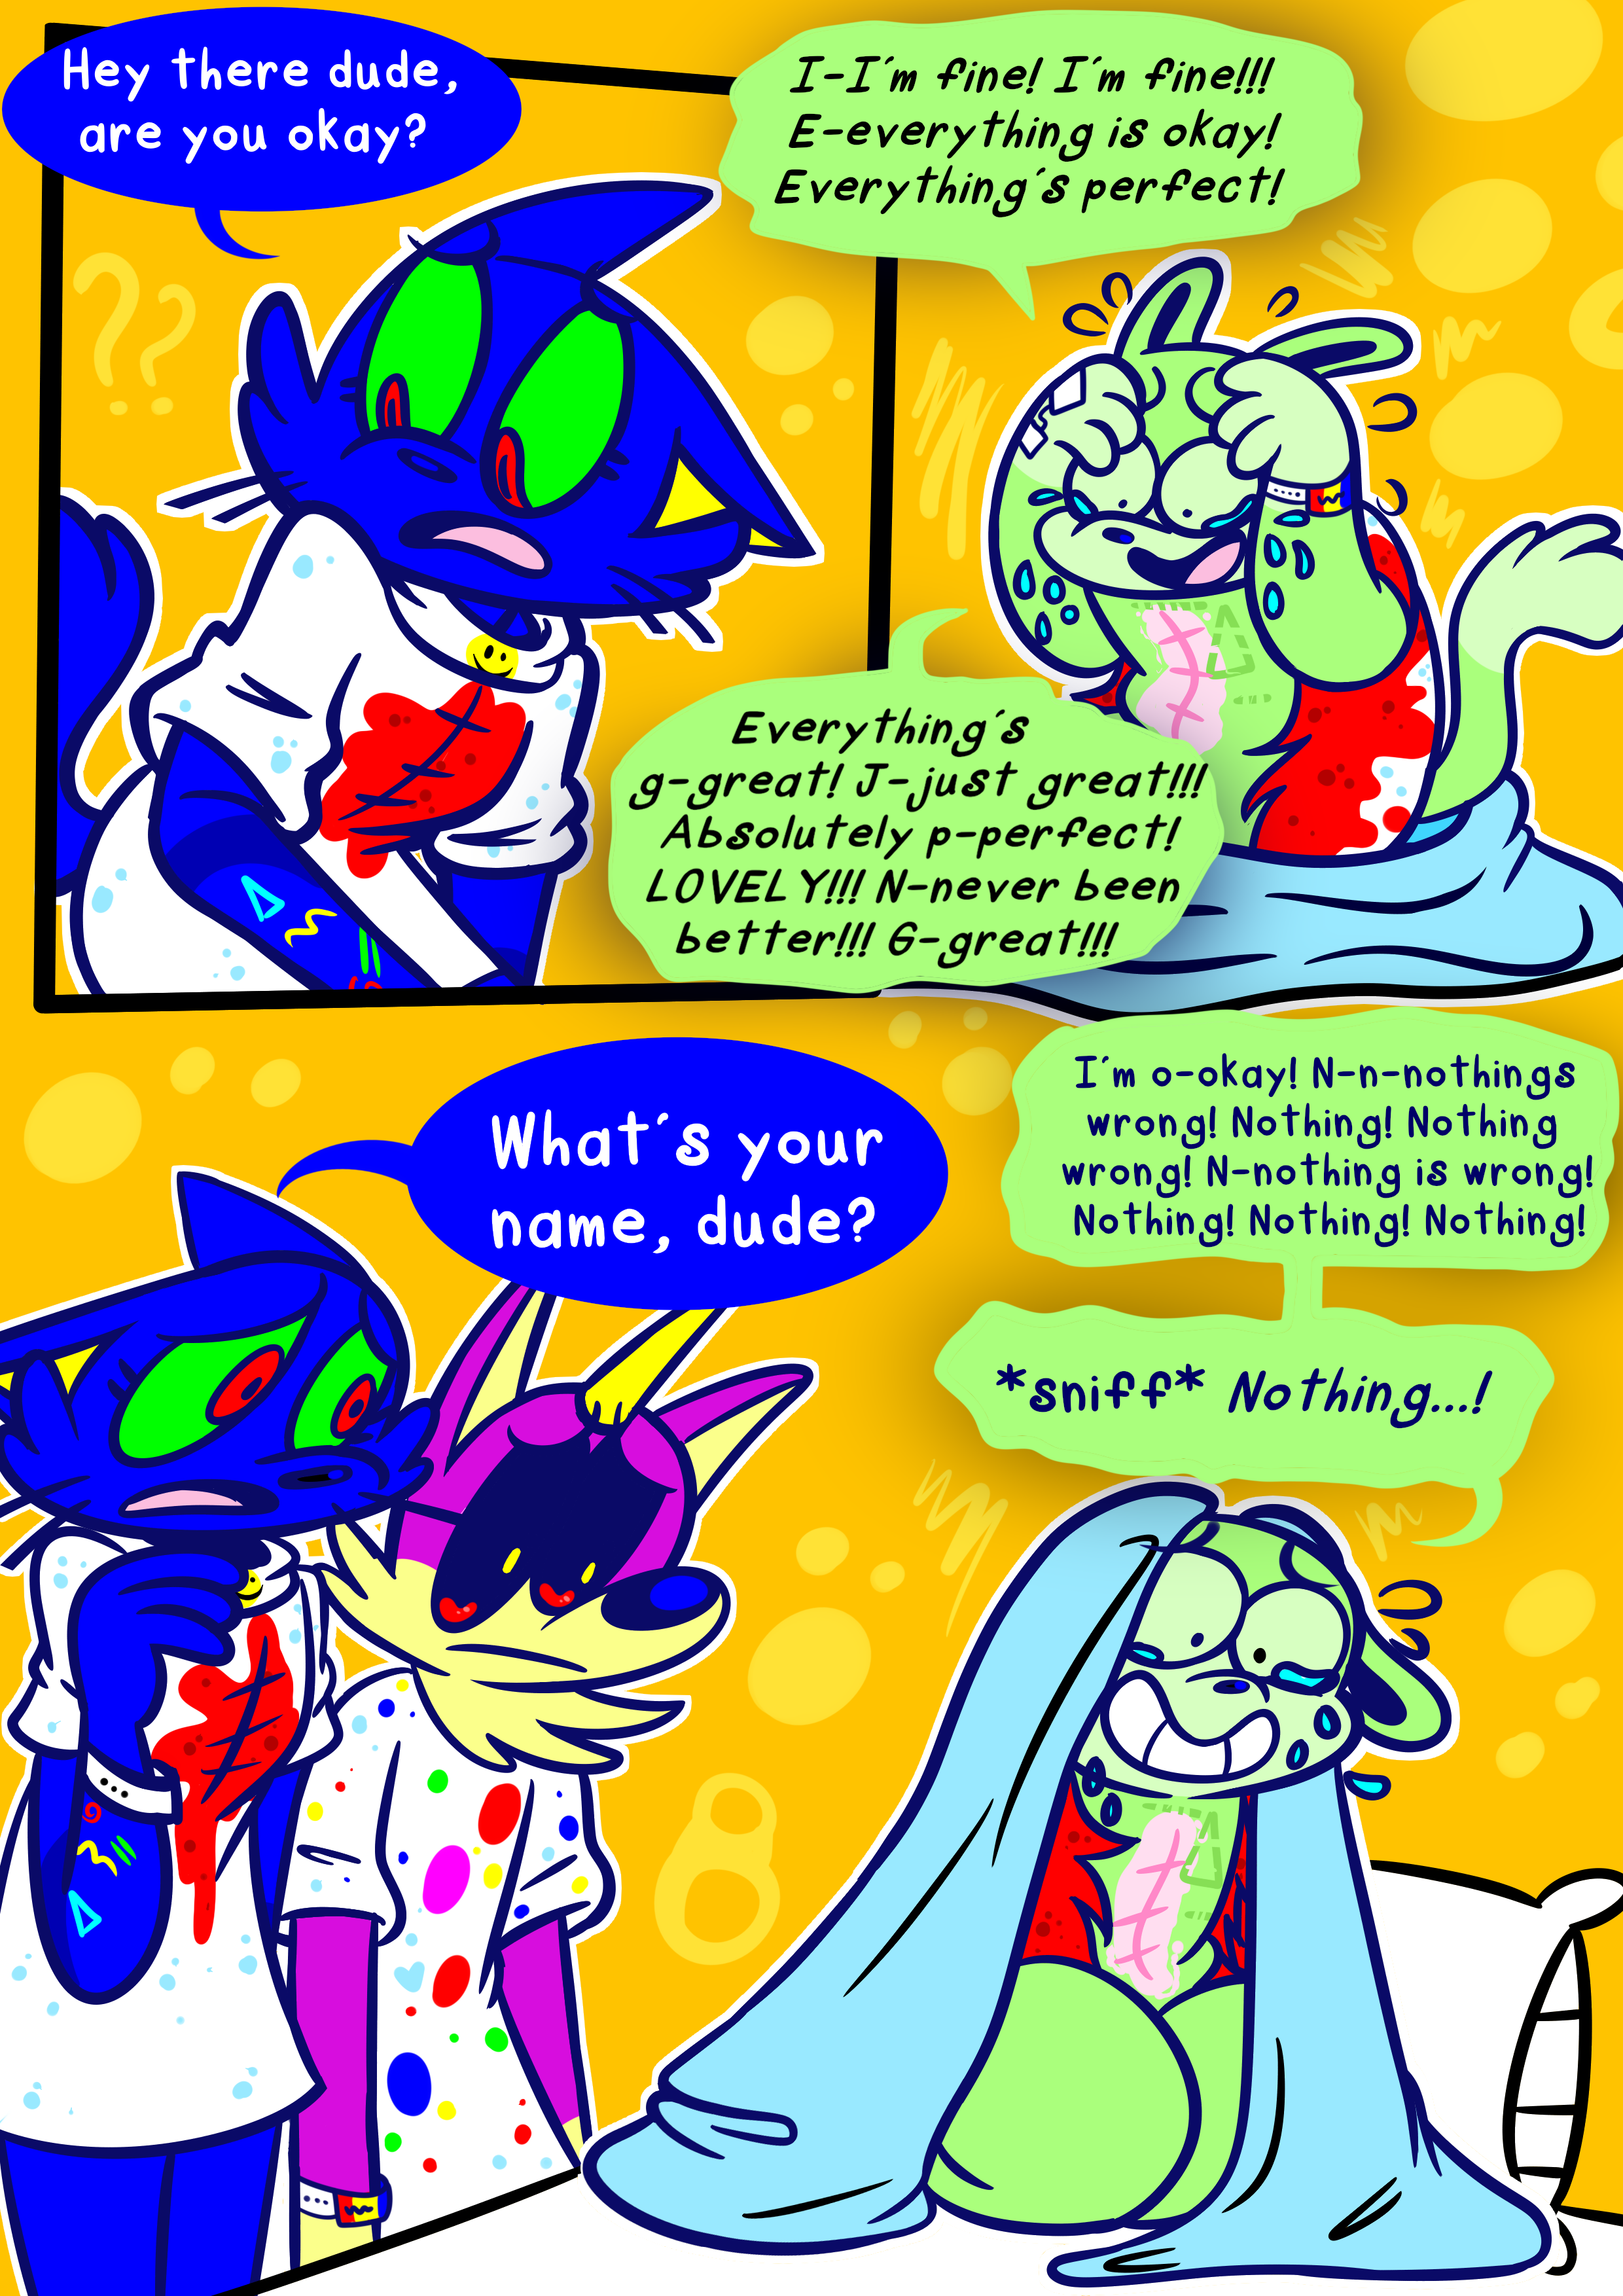 Hey there dude,
are you okay?
I-I´m fine! I´m fine!!!
E-everything is okay!
Everything´s perfect!
Everything´s
g-great! J-just great!!!
Absolutely p-perfect!
LOVELY!!! N-never been
better!!! G-great!!!
What´s your
name, dude?
I´m o-okay! N-n-nothings
wrong! Nothing! Nothing
wrong! N-nothing is wrong!
Nothing! Nothing! Nothing!
*sniff* Nothing...!